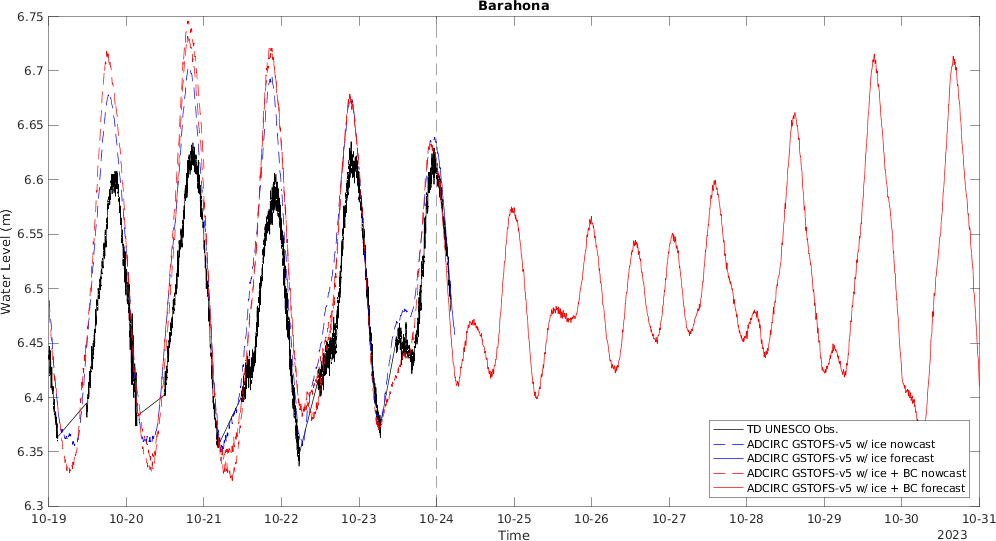 Barahona
6.75
6.7
6.65
6.6
6.55
6.5
6.45
6.4
6.35
6.3
Water Level (m)
TD UNESCO Obs.
ADCIRC GSTOFS-v5 w/ ice nowcast
ADCIRC GSTOFS-v5 w/ ice forecast
ADCIRC GSTOFS-v5 w/ ice + BC nowcast
ADCIRC GSTOFS-v5 w/ ice + BC forecast
10-19 10-20 10-21 10-22 10-23 10-24 10-25 10-26 10-27 10-28 10-29 10-30 10-31
Time
2023